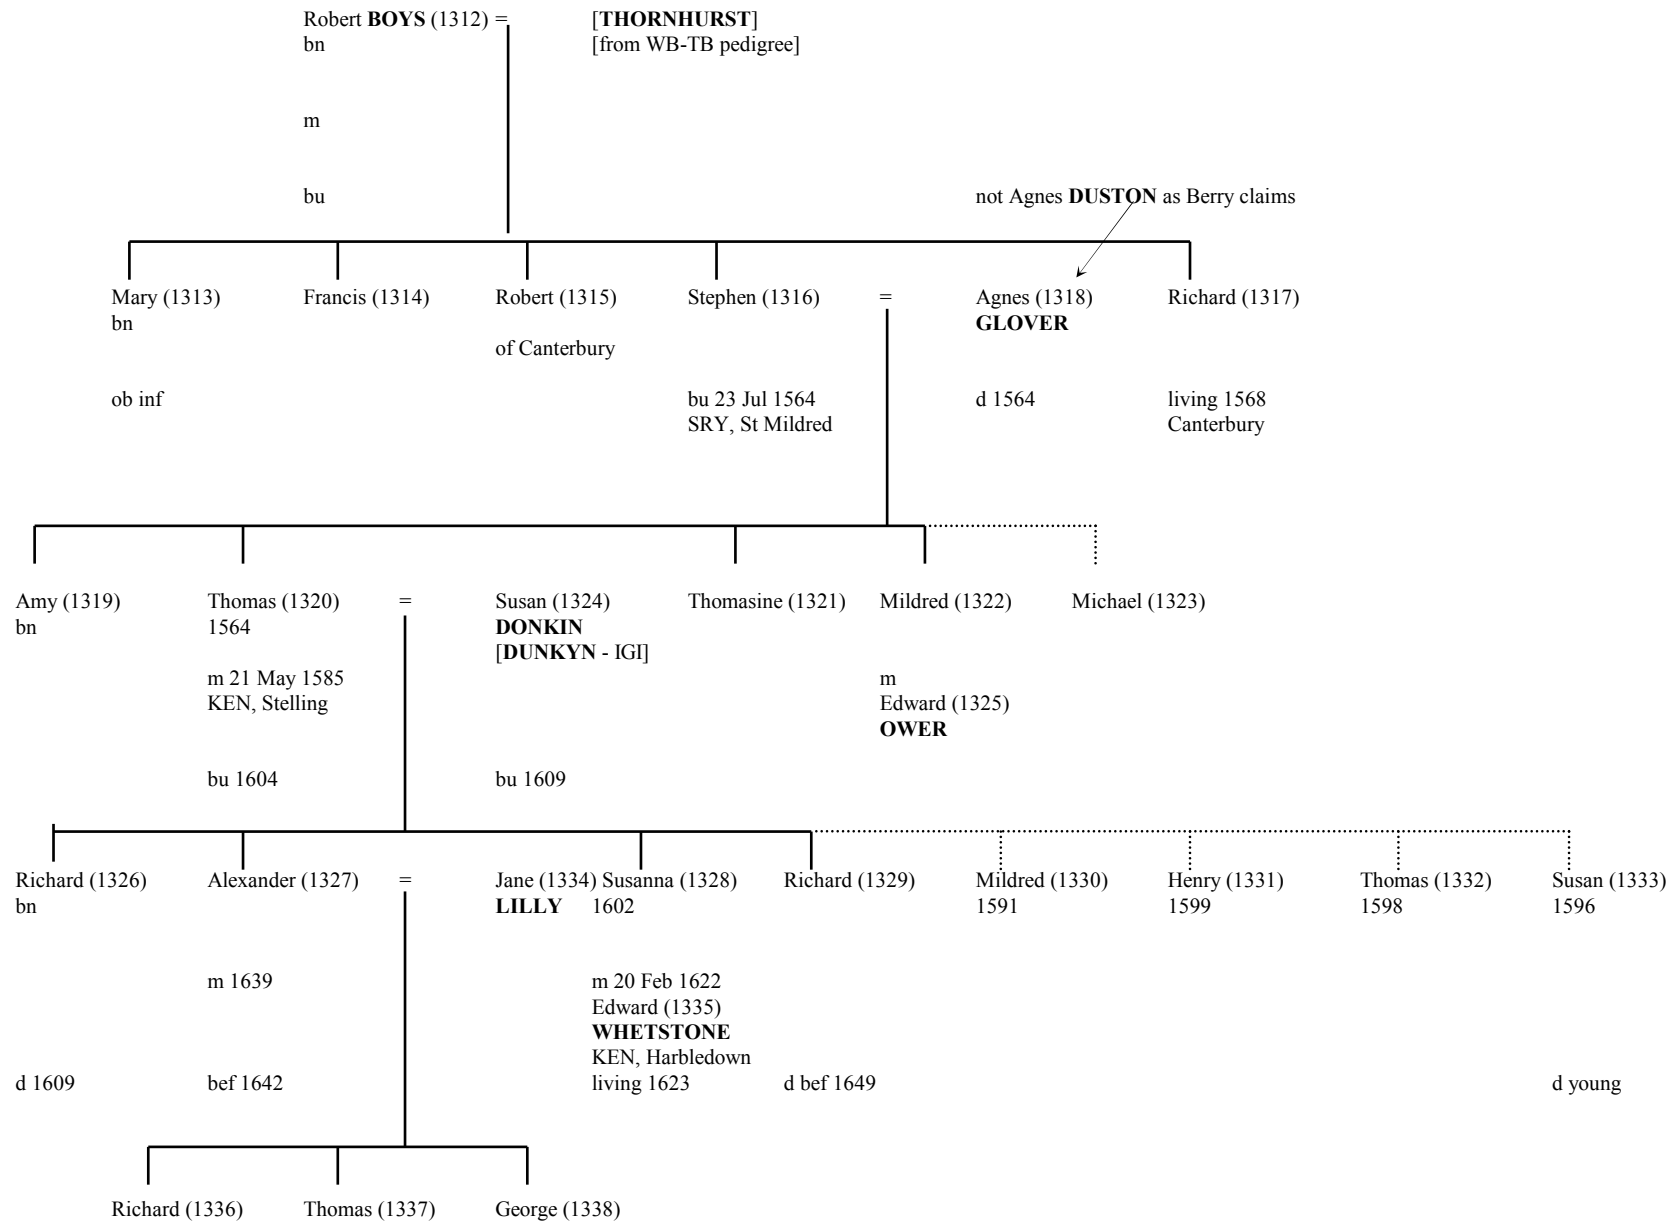 Robert BOYS (1312) = [THORNHURST]
bn [from WB-TB pedigree]
m
bu not Agnes DUSTON as Berry claims
Mary (1313) Francis (1314) Robert (1315) Stephen (1316) = Agnes (1318) Richard (1317)
bn GLOVER
of Canterbury
ob inf bu 23 Jul 1564 d 1564 living 1568
SRY, St Mildred Canterbury
Amy (1319) Thomas (1320) = Susan (1324) Thomasine (1321) Mildred (1322) Michael (1323)
bn 1564 DONKIN
[DUNKYN - IGI]
m 21 May 1585 m
KEN, Stelling Edward (1325)
OWER
bu 1604 bu 1609
Richard (1326) Alexander (1327) = Jane (1334) Susanna (1328) Richard (1329) Mildred (1330) Henry (1331) Thomas (1332) Susan (1333)
bn LILLY 1602 1591 1599 1598 1596
m 1639 m 20 Feb 1622
Edward (1335)
WHETSTONE
KEN, Harbledown
d 1609 bef 1642 living 1623 d bef 1649 d young
Richard (1336) Thomas (1337) George (1338)